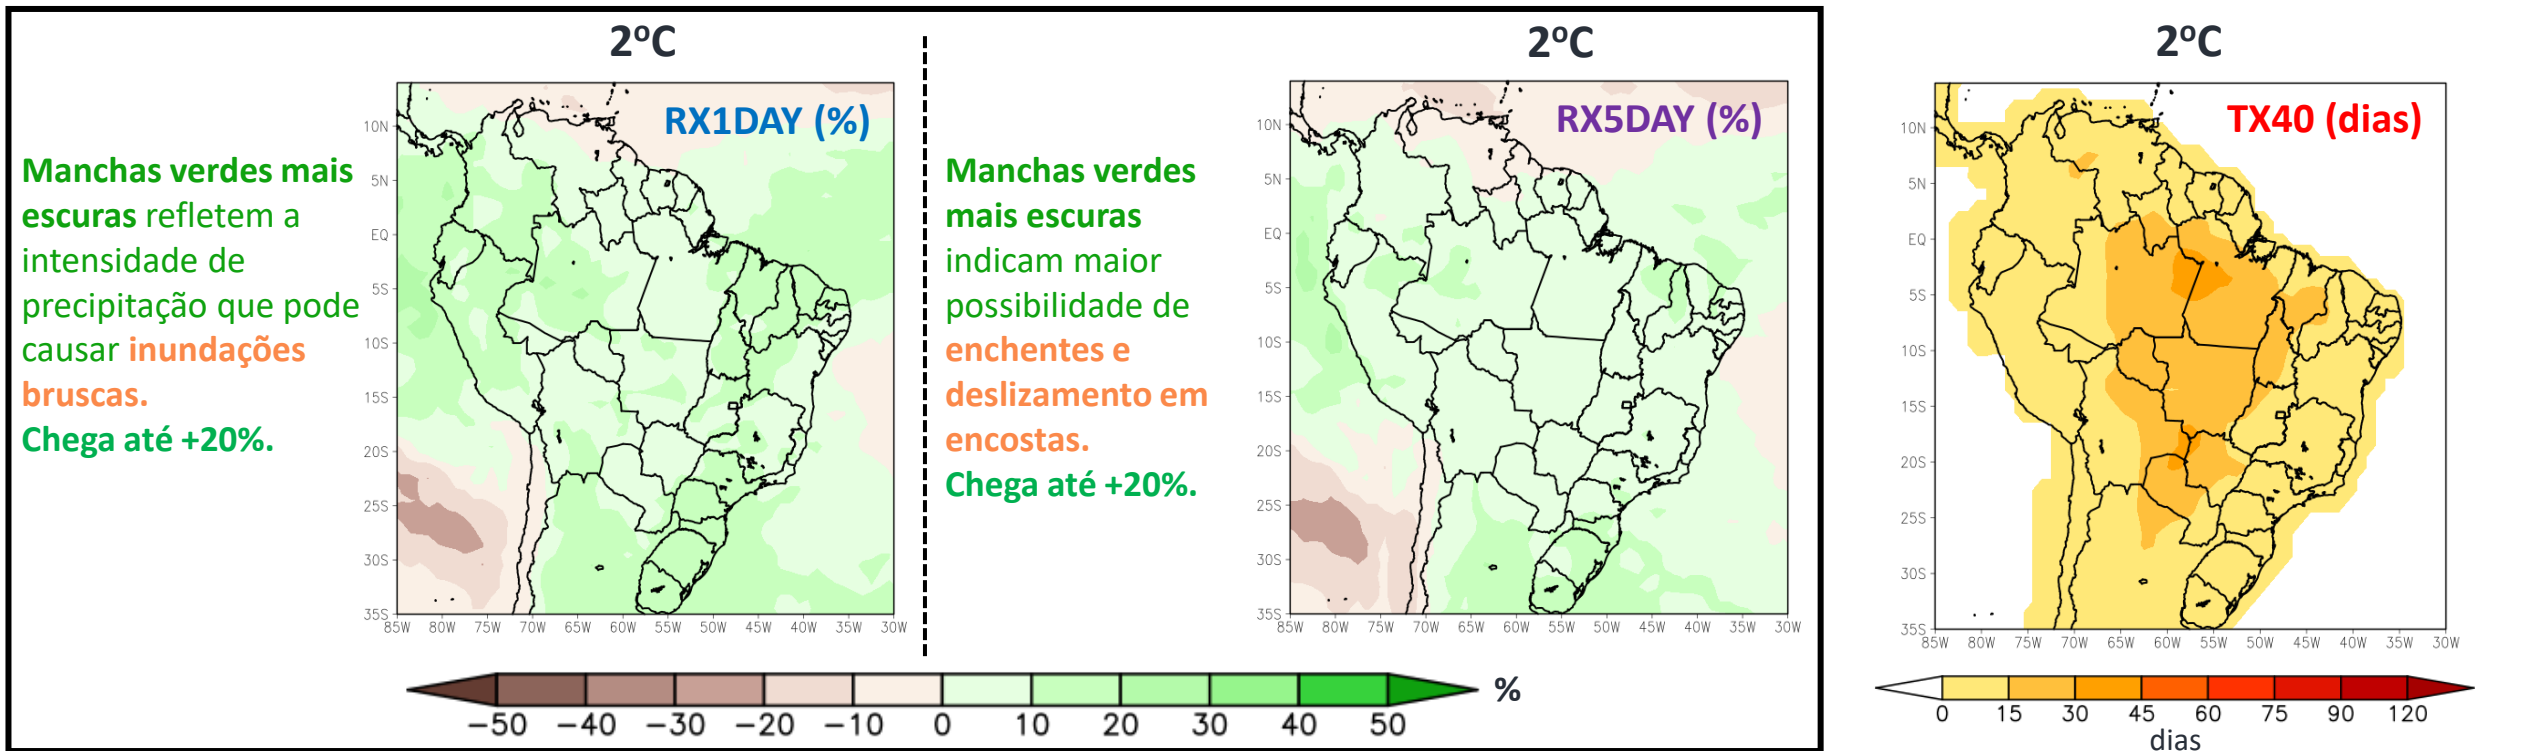 2ºC
RX1DAY (%)
Manchas verdes mais
escuras refletem a
intensidade de
precipitação que pode
causar inundações
bruscas.
Chega até +20%.
10N
5N
EQ
5S
10S
15S
20S
25S
30S
35S
85W 80W 75W 70W 65W 60W 55W 50W 45W 40W 35W 30W
2ºC
RX5DAY (%)
Manchas verdes
mais escuras
indicam maior
possibilidade de
enchentes e
deslizamento em
encostas.
Chega até +20%.
10N
5N
EQ
5S
10S
15S
20S
25S
30S
35S
85W 80W 75W 70W 65W 60W 55W 50W 45W 40W 35W 30W
%
−50 −40 −30 −20 −10 0 10 20 30 40 50
2ºC
TX40 (dias)
10N
5N
EQ
5S
10S
15S
20S
25S
30S
35S
85W 80W 75W 70W 65W 60W 55W 50W 45W 40W 35W 30W
0 15 30 45 60 75 90 120
dias